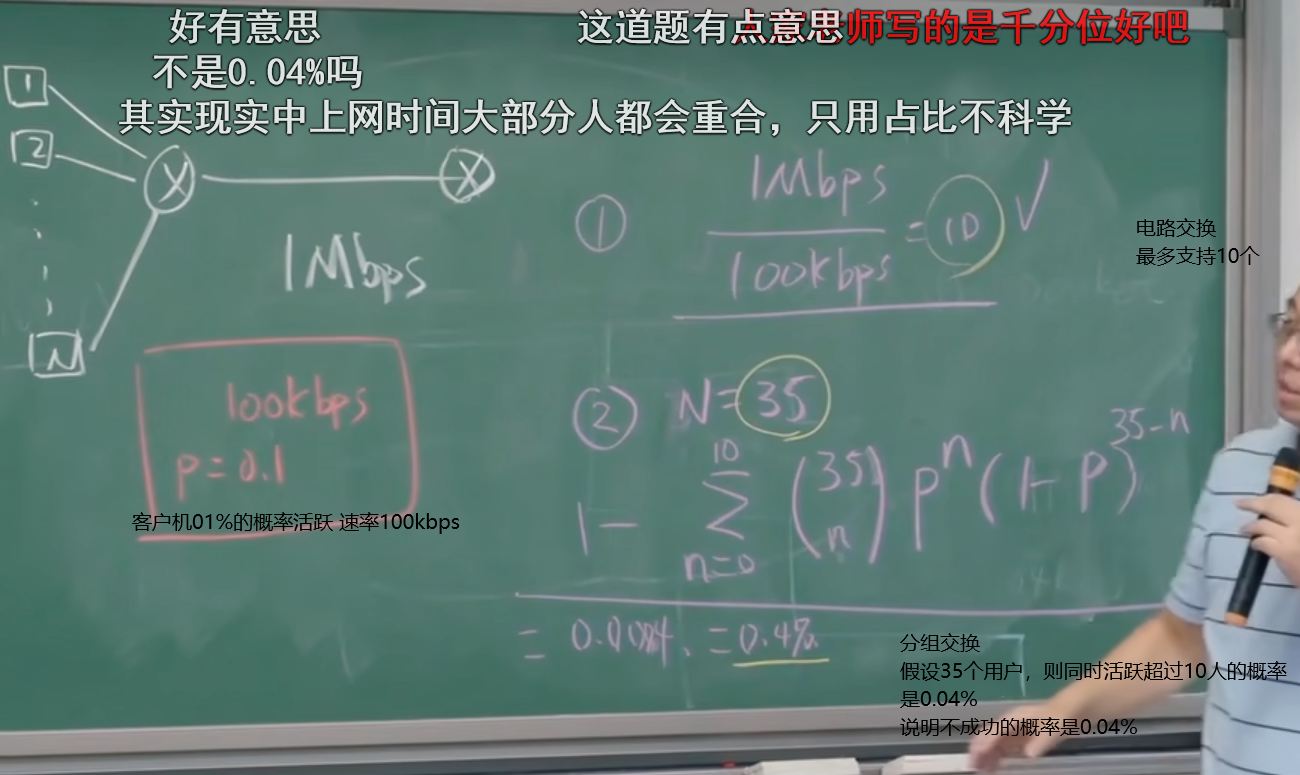 好有意思
这道题有点意思
师写的是千分位好吧
不是0.04%吗
其实现实中上网时间大部分人都会重合，只用占比不科学
1
2
N
X
X
1Mbps
100kbps
p=0.1
客户机01%的概率活跃 速率100kbps
①
1Mbps
100kbps
=10 ✓
电路交换
最多支持10个
② N=35
1-
10
Σ
n=0
(35
n)
p^n(1-p)^35-n
= 0.0004. = 0.4‰
分组交换
假设35个用户，则同时活跃超过10人的概率
是0.04%
说明不成功的概率是0.04%